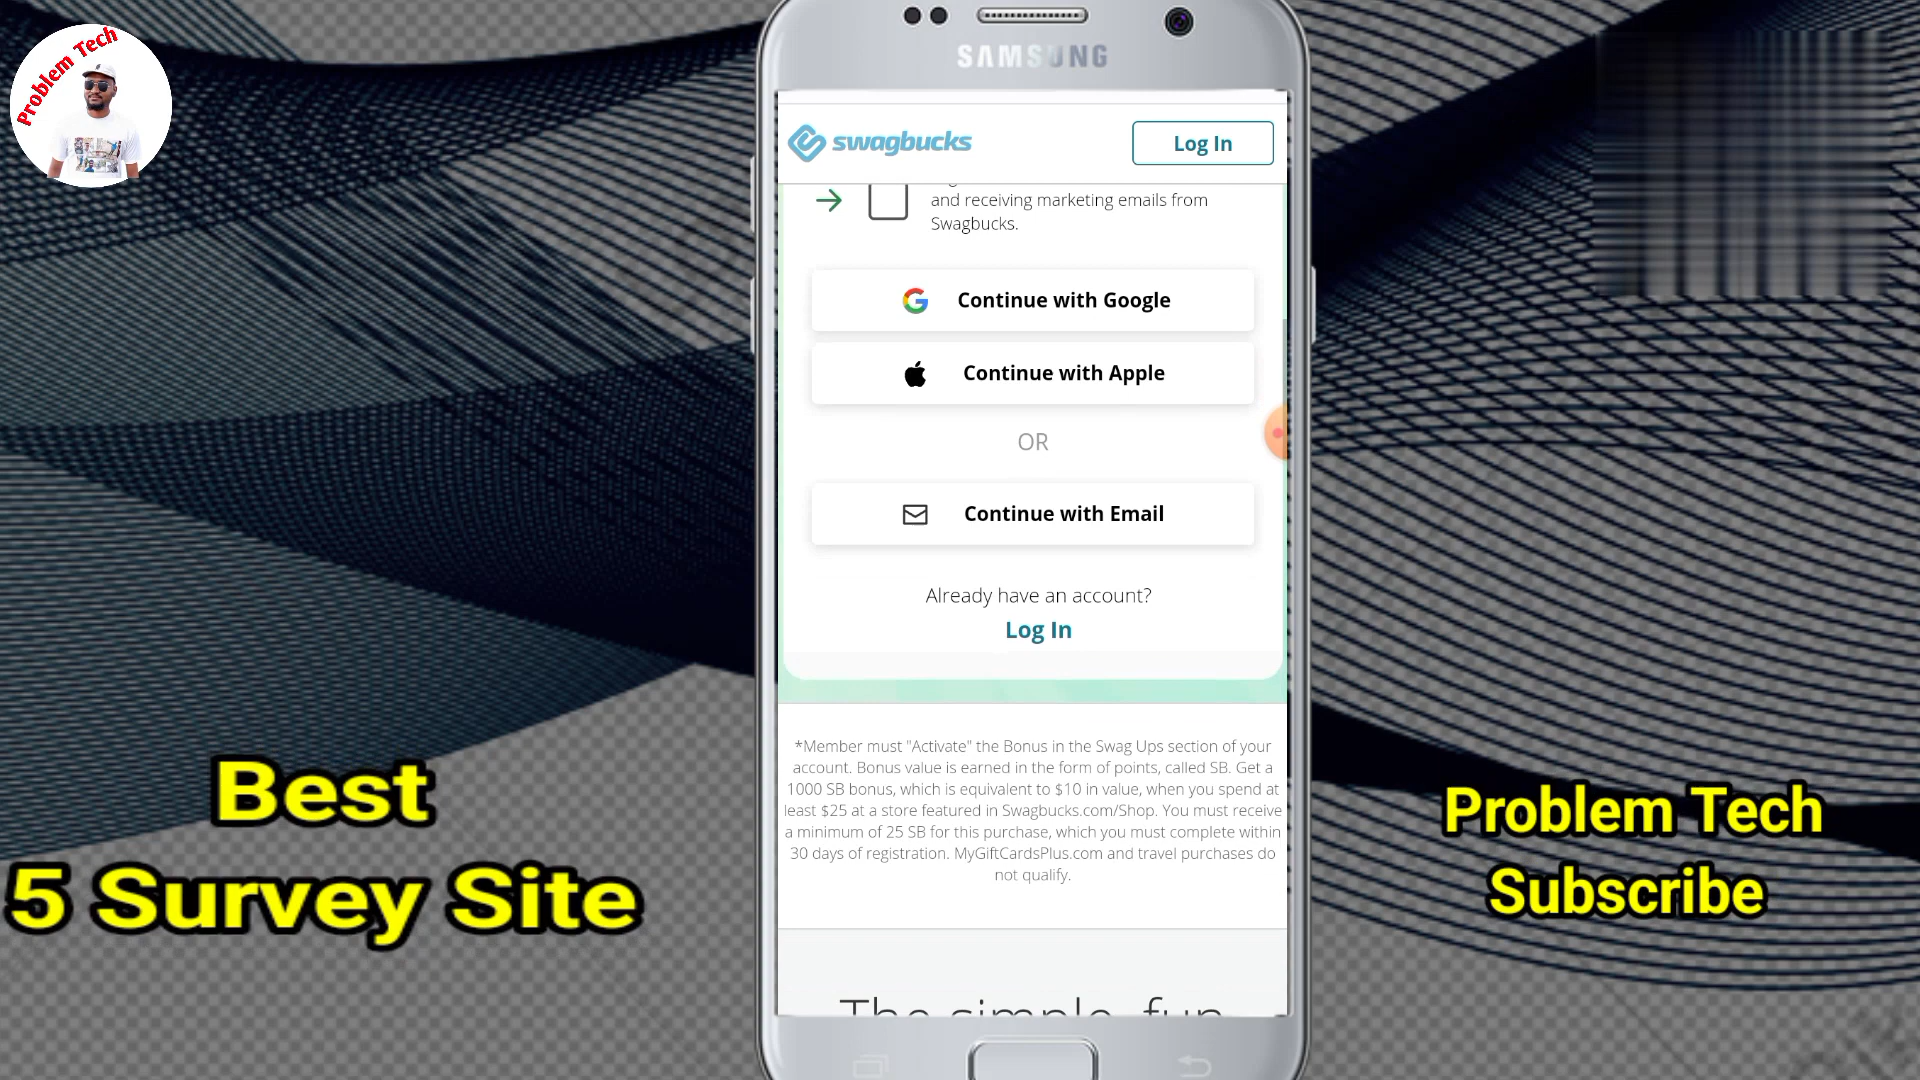 Problem Tech
SAMSUNG
swagbucks
Log In
and receiving marketing emails from
Swagbucks.
Continue with Google
Continue with Apple
OR
Continue with Email
Already have an account?
Log In
*Member must "Activate" the Bonus in the Swag Ups section of your
account. Bonus value is earned in the form of points, called SB. Get a
1000 SB bonus, which is equivalent to $10 in value, when you spend at
least $25 at a store featured in Swagbucks.com/Shop. You must receive
a minimum of 25 SB for this purchase, which you must complete within
30 days of registration. MyGiftCardsPlus.com and travel purchases do
not qualify.
The simple, fun
Best
5 Survey Site
Problem Tech
Subscribe